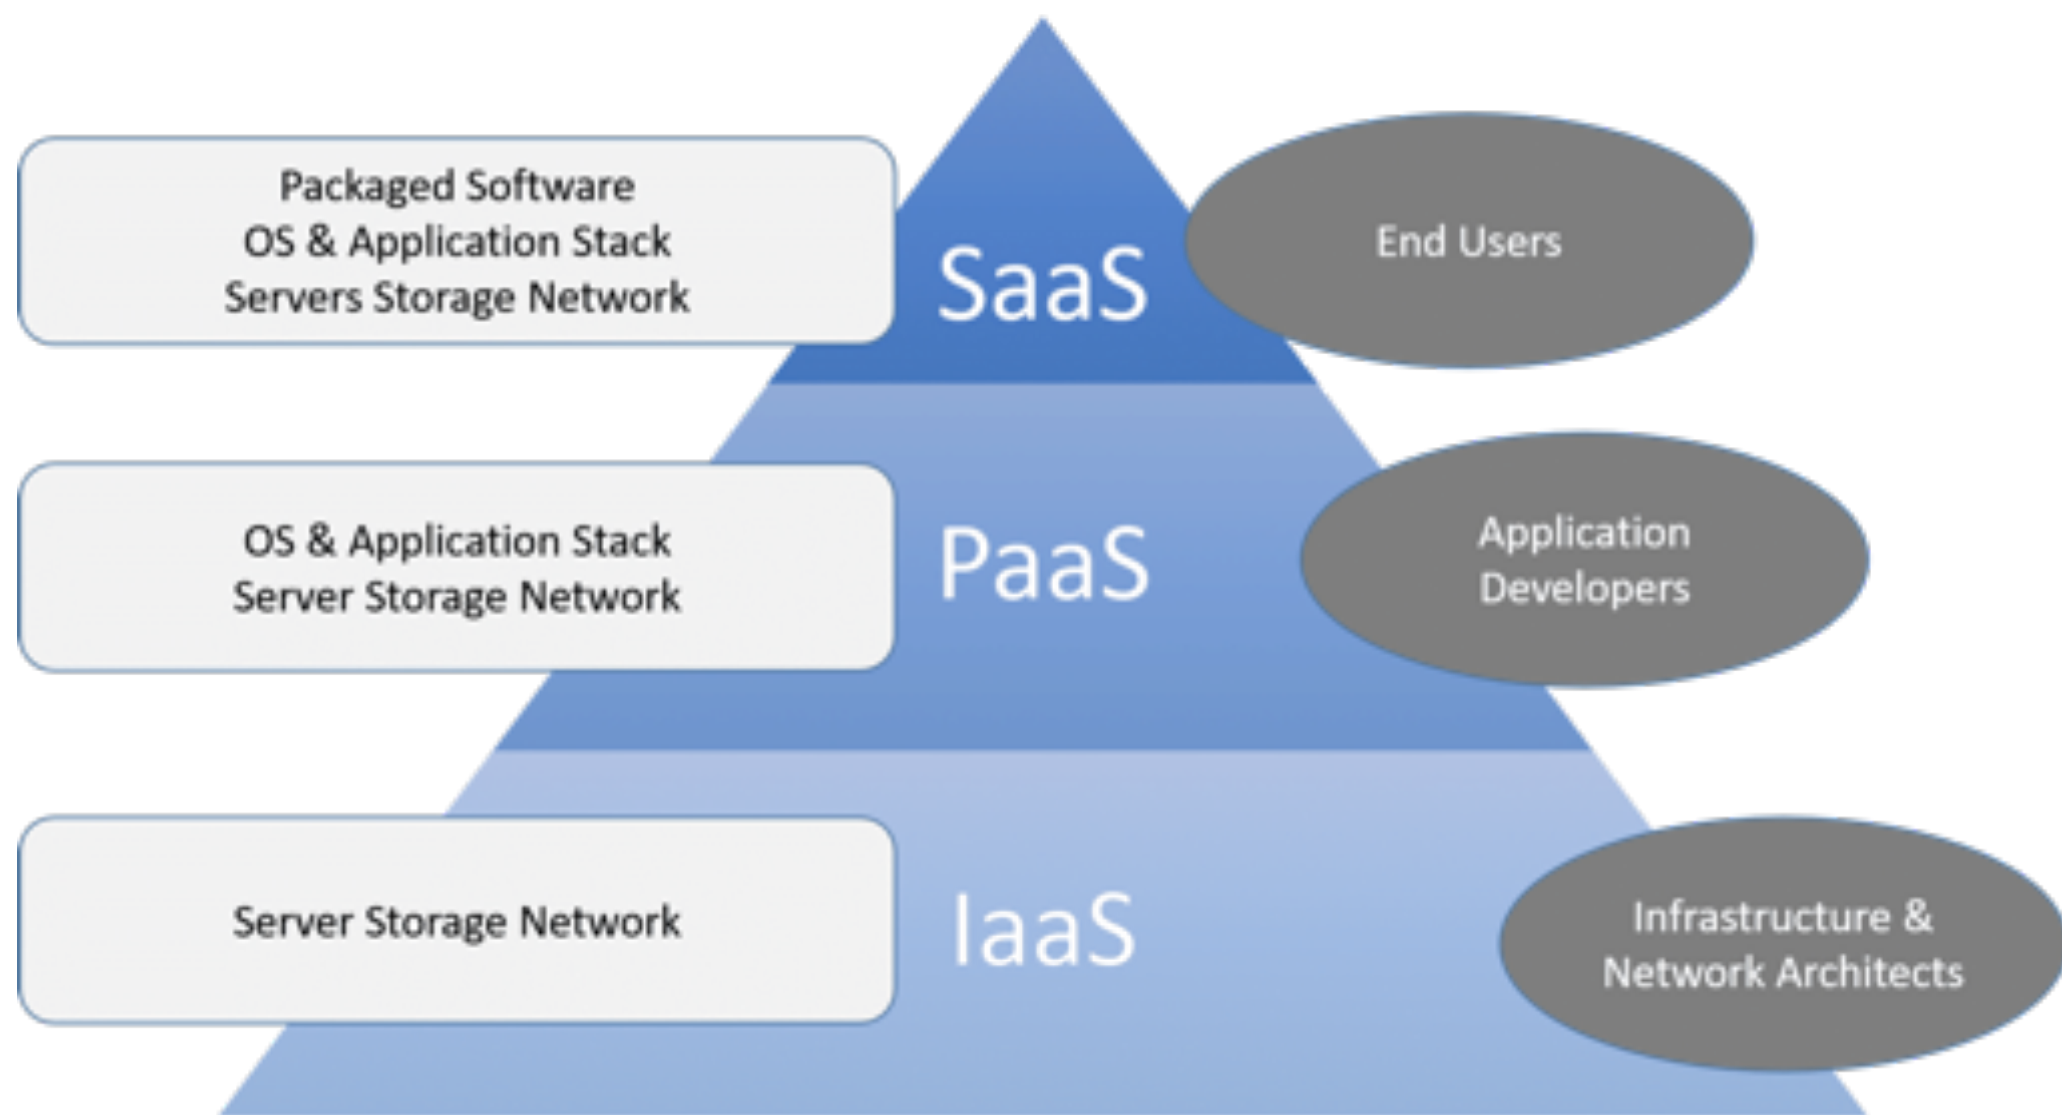 Packaged Software
OS & Application Stack
Servers Storage Network
SaaS
End Users
OS & Application Stack
Server Storage Network
PaaS
Application
Developers
Server Storage Network
IaaS
Infrastructure &
Network Architects